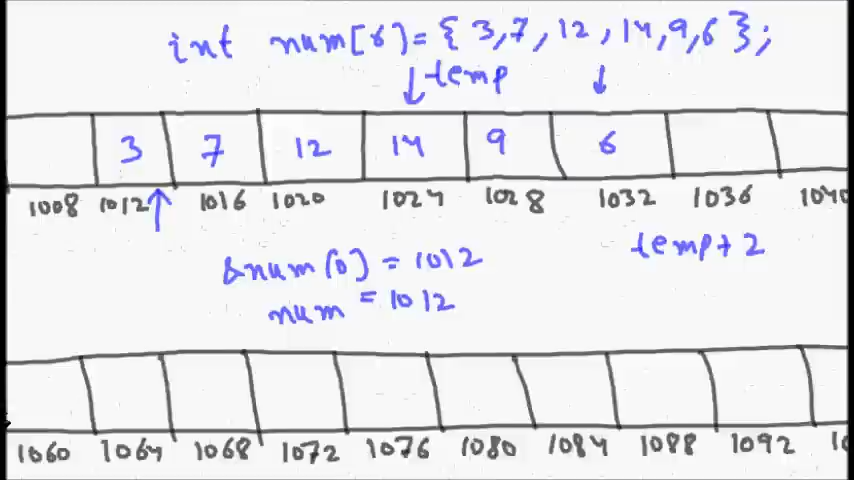 int num[6] = { 3, 7, 12, 14, 9, 6 };
temp
3 7 12 14 9 6
1008 1012 1016 1020 1024 1028 1032 1036 1040
&num[0] = 1012
temp + 2
num = 1012
1060 1064 1068 1072 1076 1080 1084 1088 1092